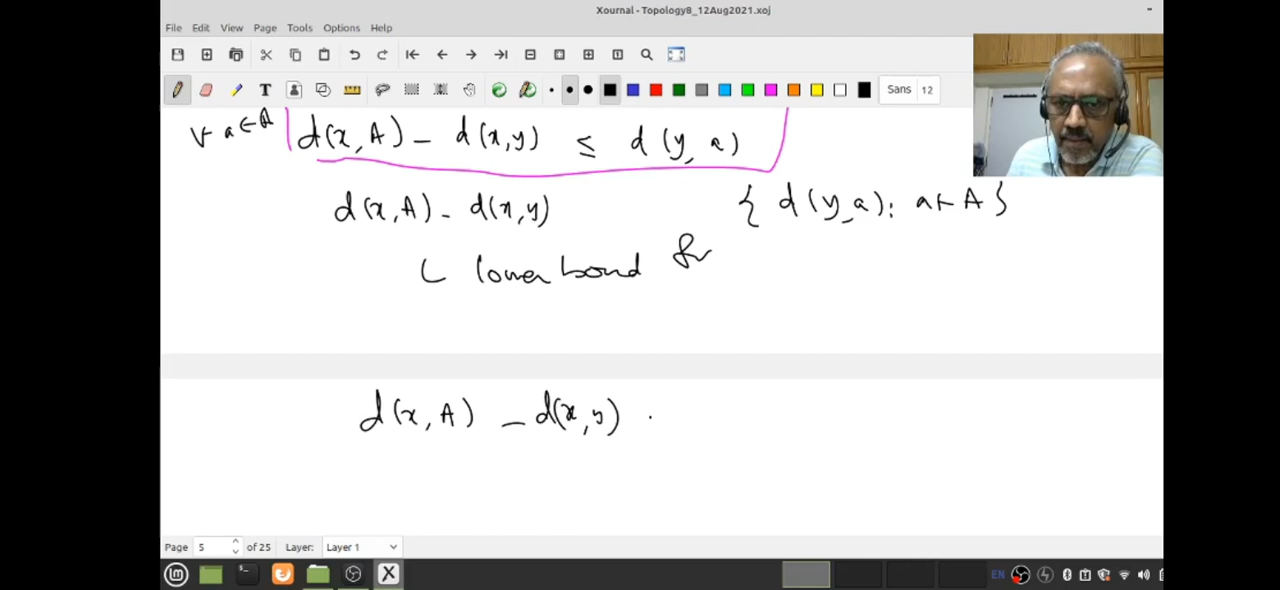 Xournal - Topology8_12Aug2021.xoj
File Edit View Page Tools Options Help
Sans 12
∀ a ∈ A d(x, A) - d(x,y) ≤ d(y, a)
d(x, A) - d(x,y) { d(y, a) : a ∈ A }
lower bound for
d(x, A) - d(x, y) .
Page 5 of 25 Layer: Layer 1
EN